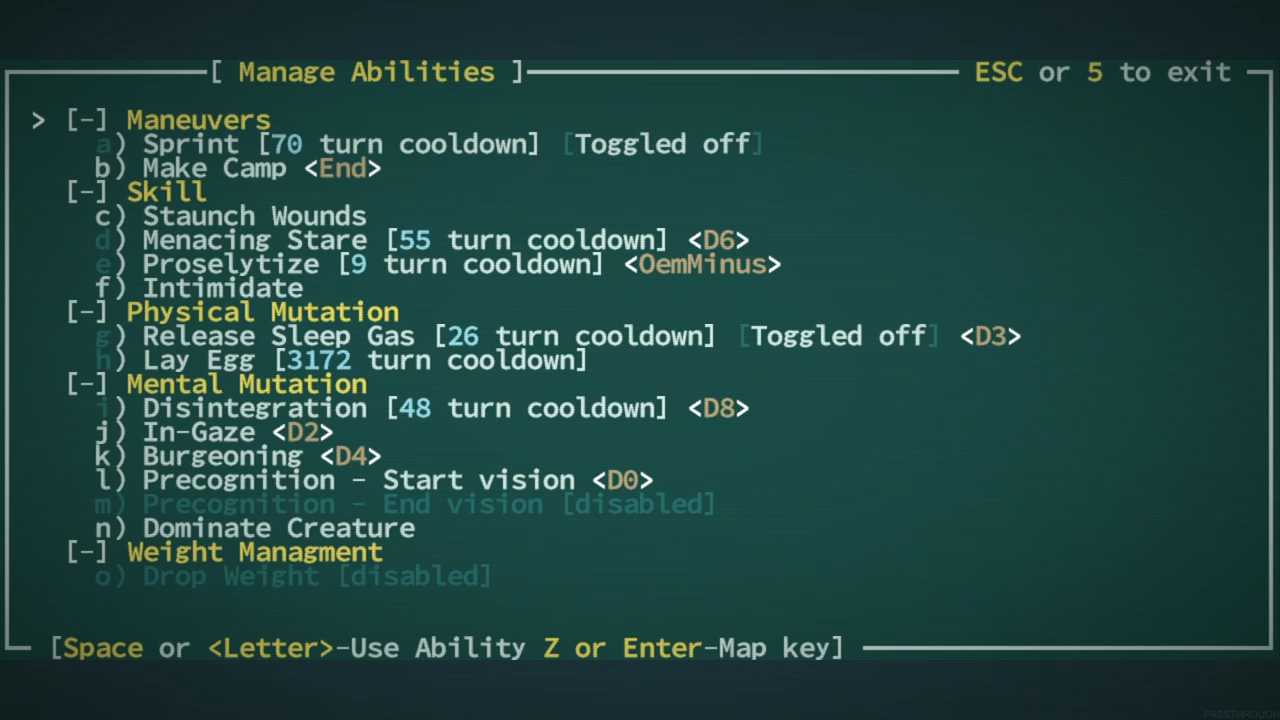 [ Manage Abilities ] ESC or 5 to exit
> [-] Maneuvers
a) Sprint [70 turn cooldown] [Toggled off]
b) Make Camp <End>
[-] Skill
c) Staunch Wounds
d) Menacing Stare [55 turn cooldown] <D6>
e) Proselytize [9 turn cooldown] <OemMinus>
f) Intimidate
[-] Physical Mutation
g) Release Sleep Gas [26 turn cooldown] [Toggled off] <D3>
h) Lay Egg [3172 turn cooldown]
[-] Mental Mutation
i) Disintegration [48 turn cooldown] <D8>
j) In-Gaze <D2>
k) Burgeoning <D4>
l) Precognition - Start vision <D0>
m) Precognition - End vision [disabled]
n) Dominate Creature
[-] Weight Managment
o) Drop Weight [disabled]
[Space or <Letter>-Use Ability Z or Enter-Map key]